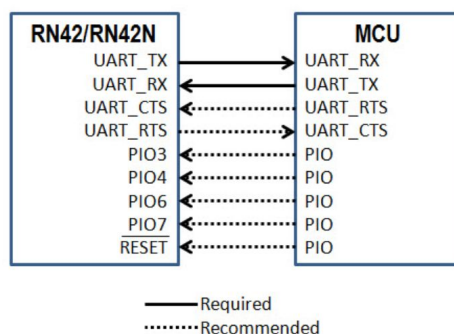 RN42/RN42N MCU
UART_TX UART_RX
UART_RX UART_TX
UART_CTS UART_RTS
UART_RTS UART_CTS
PIO3 PIO
PIO4 PIO
PIO6 PIO
PIO7 PIO
RESET PIO
Required
Recommended